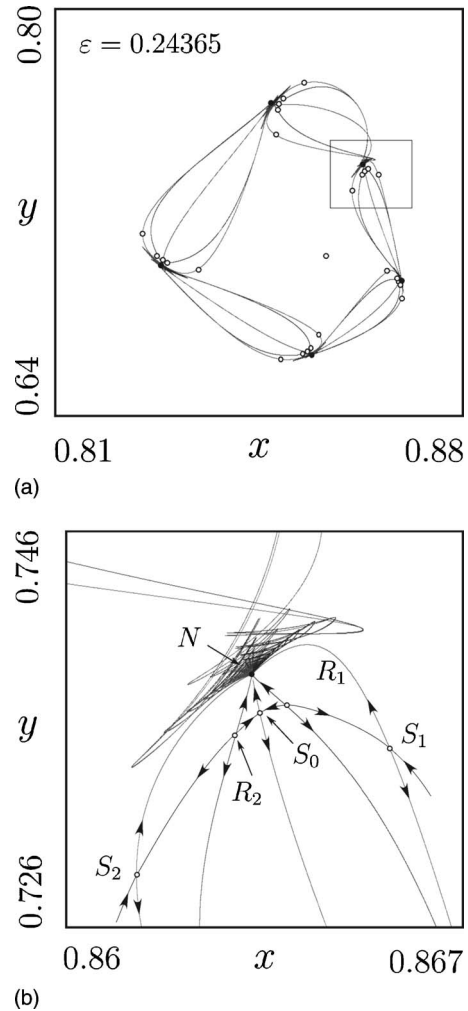 0.80
ε = 0.24365
y
0.64
0.81 x 0.88
(a)
0.746
N
R₁
y
S₁
S₀
R₂
S₂
0.726
0.86 x 0.867
(b)